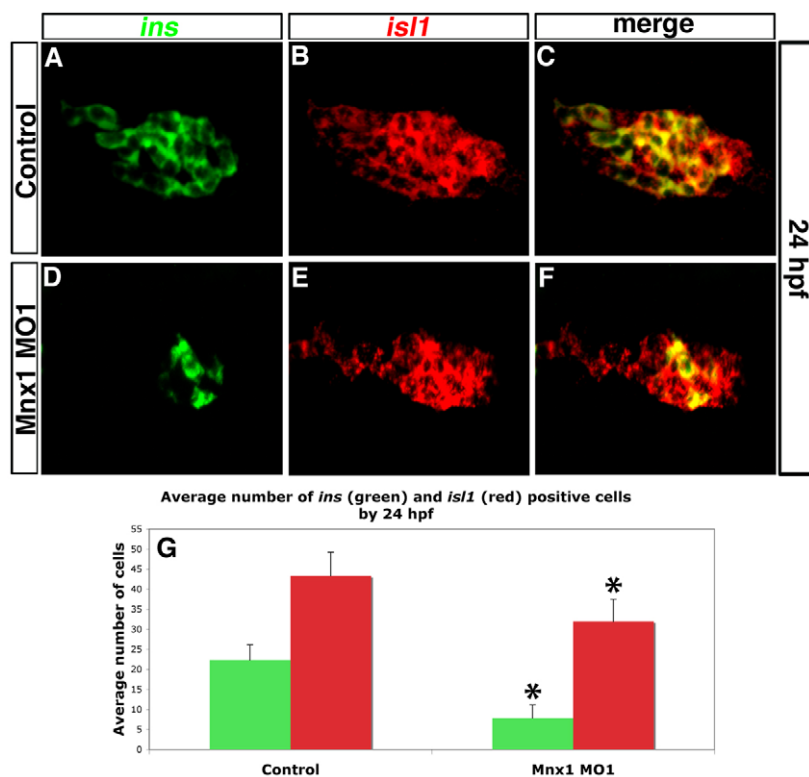 ins
isl1
merge
Control
A
B
C
24 hpf
Mnx1 MO1
D
E
F
Average number of ins (green) and isl1 (red) positive cells
by 24 hpf
G
Average number of cells
55
50
45
40
35
30
25
20
15
10
5
0
*
*
Control
Mnx1 MO1